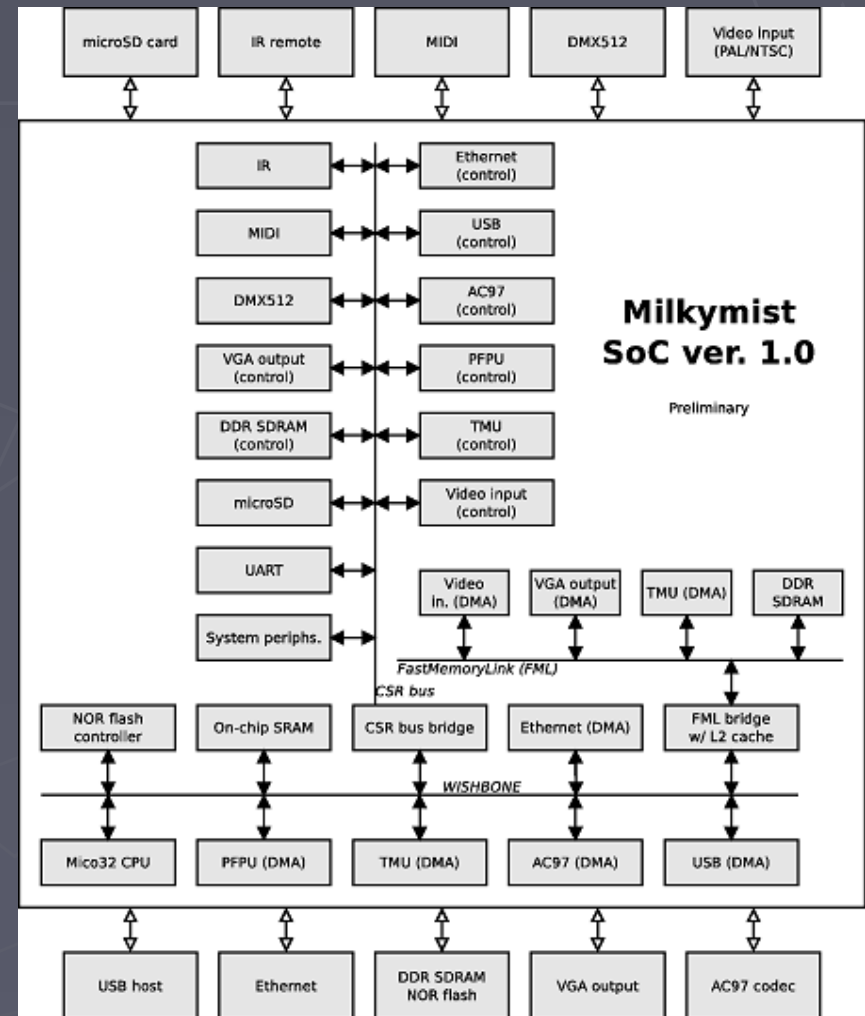 microSD card
IR remote
MIDI
DMX512
Video input
(PAL/NTSC)
IR
Ethernet
(control)
MIDI
USB
(control)
DMX512
AC97
(control)
Milkymist
SoC ver. 1.0
VGA output
(control)
PFPU
(control)
Preliminary
DDR SDRAM
(control)
TMU
(control)
microSD
Video input
(control)
UART
Video
in. (DMA)
VGA output
(DMA)
TMU (DMA)
DDR
SDRAM
System periphs.
FastMemoryLink (FML)
CSR bus
NOR flash
controller
On-chip SRAM
CSR bus bridge
Ethernet (DMA)
FML bridge
w/ L2 cache
WISHBONE
Mico32 CPU
PFPU (DMA)
TMU (DMA)
AC97 (DMA)
USB (DMA)
USB host
Ethernet
DDR SDRAM
NOR flash
VGA output
AC97 codec